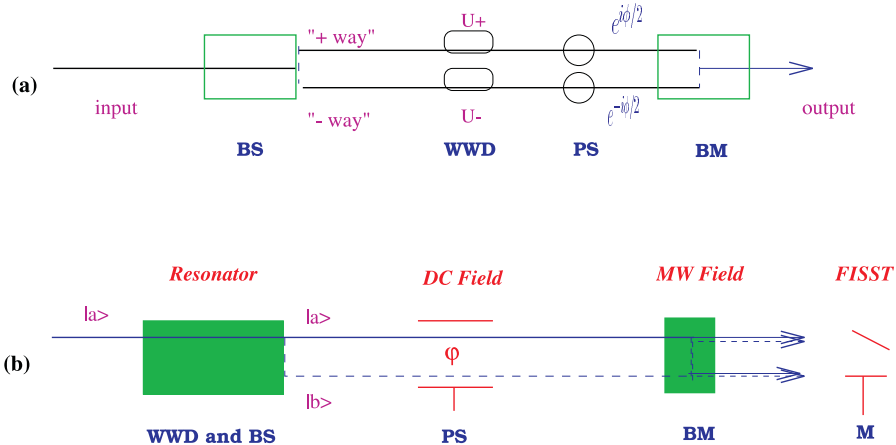 (a)
input
"+ way"
"- way"
U+
U-
e^{iϕ/2}
e^{-iϕ/2}
output
BS
WWD
PS
BM
(b)
Resonator
DC Field
MW Field
FISST
|a>
|a>
φ
|b>
WWD and BS
PS
BM
M